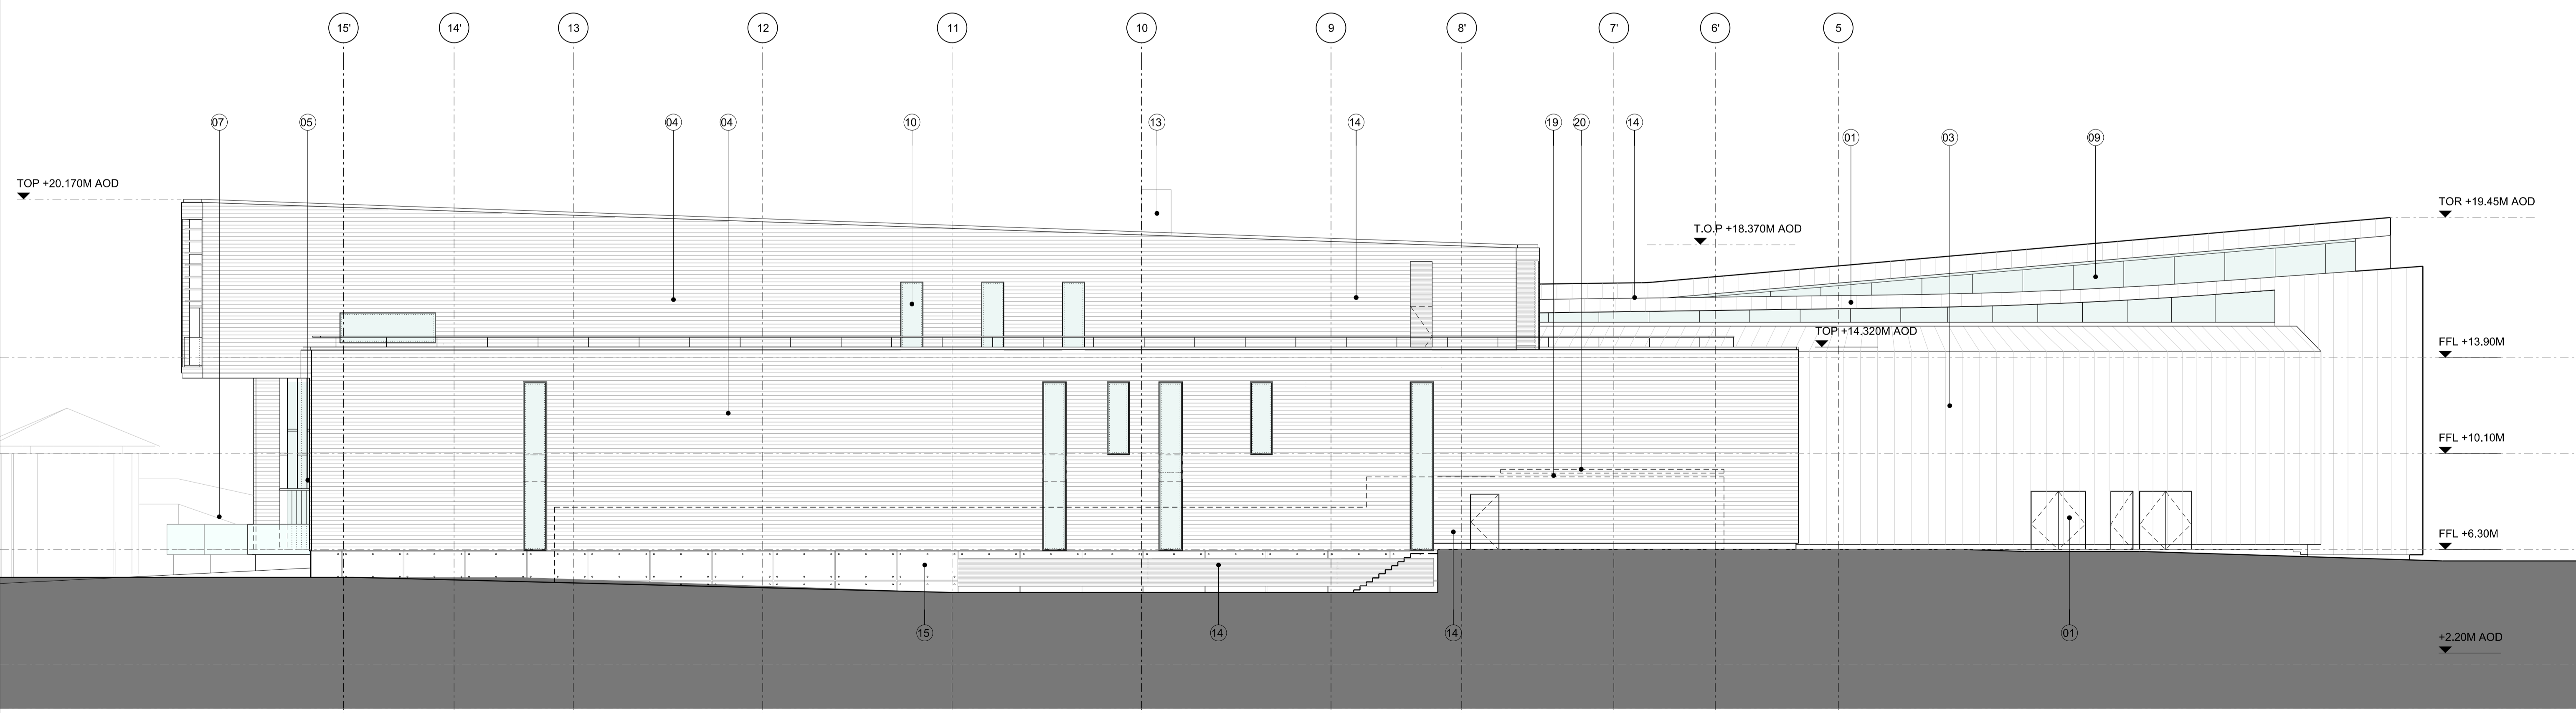 15' 14' 13 12 11 10 9 8' 7' 6' 5
07 05 04 04 10 13 14 19 20 14
01 03 09
TOP +20.170M AOD
TOR +19.45M AOD
T.O.P +18.370M AOD
TOP +14.320M AOD
FFL +13.90M
FFL +10.10M
FFL +6.30M
15 14 14 01
+2.20M AOD